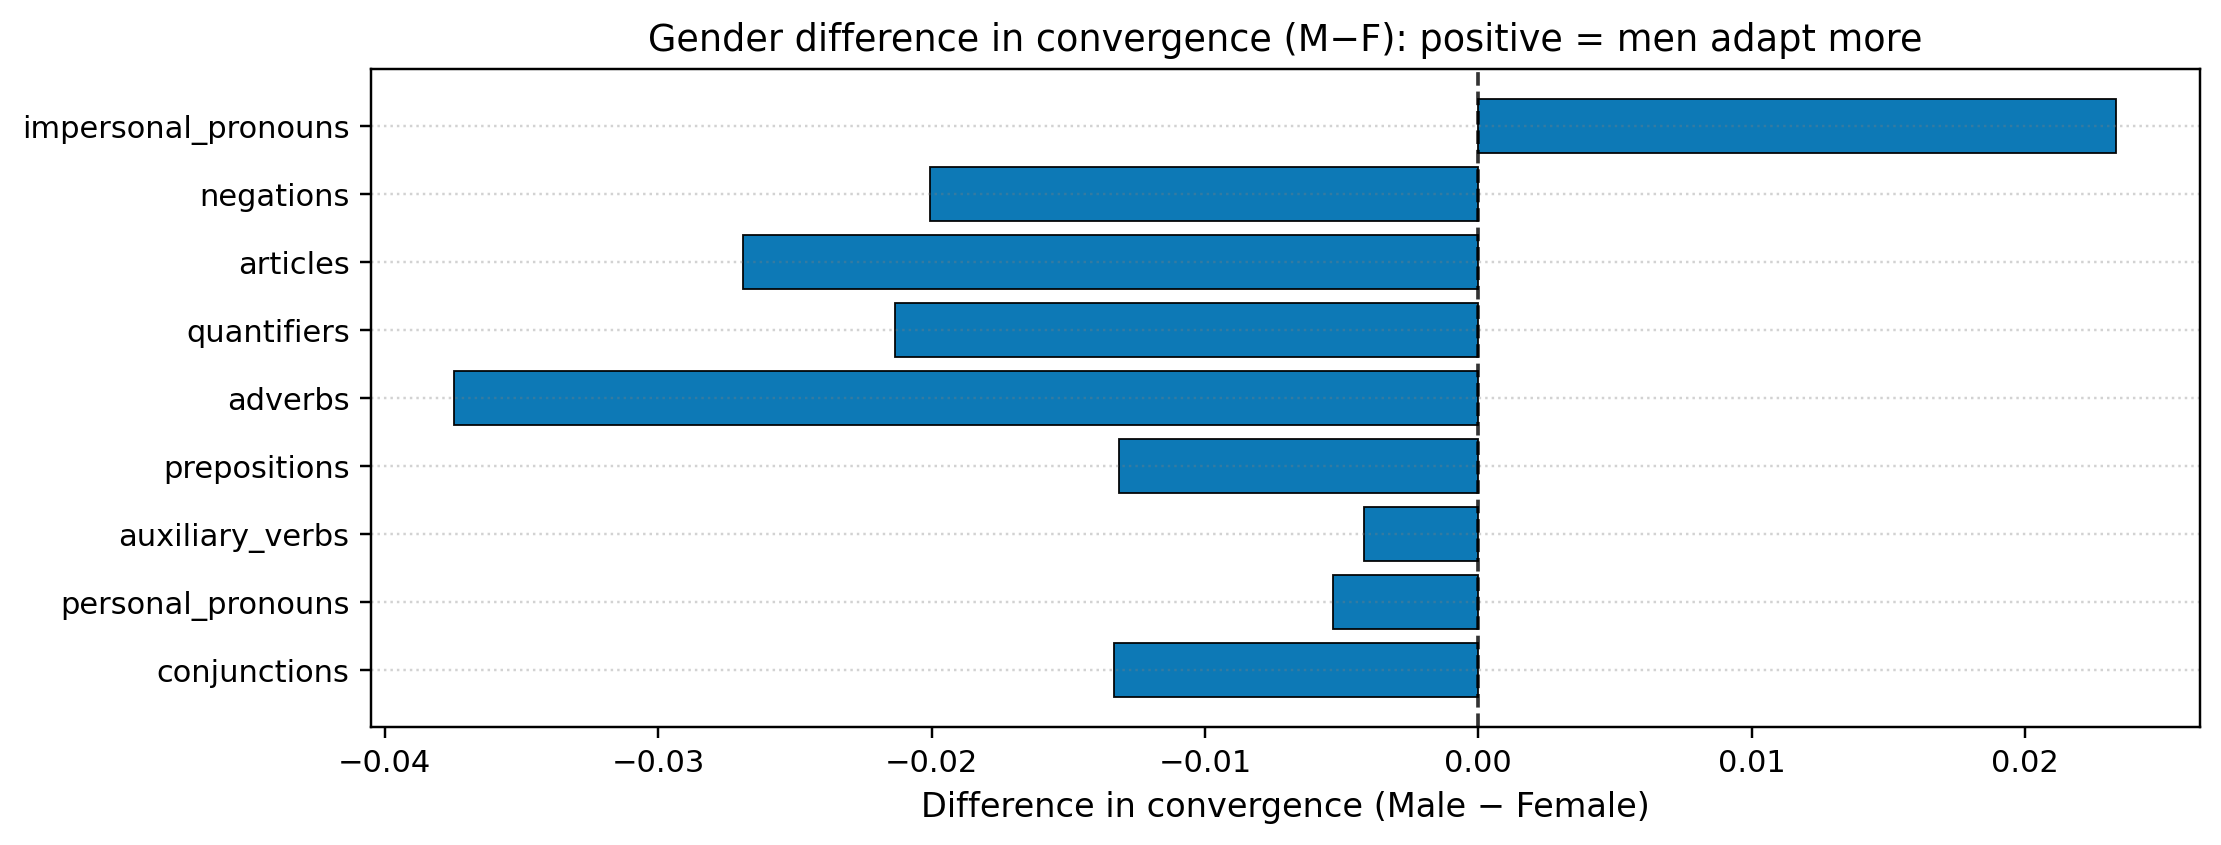 Gender difference in convergence (M−F): positive = men adapt more
impersonal_pronouns
negations
articles
quantifiers
adverbs
prepositions
auxiliary_verbs
personal_pronouns
conjunctions
−0.04 −0.03 −0.02 −0.01 0.00 0.01 0.02
Difference in convergence (Male − Female)